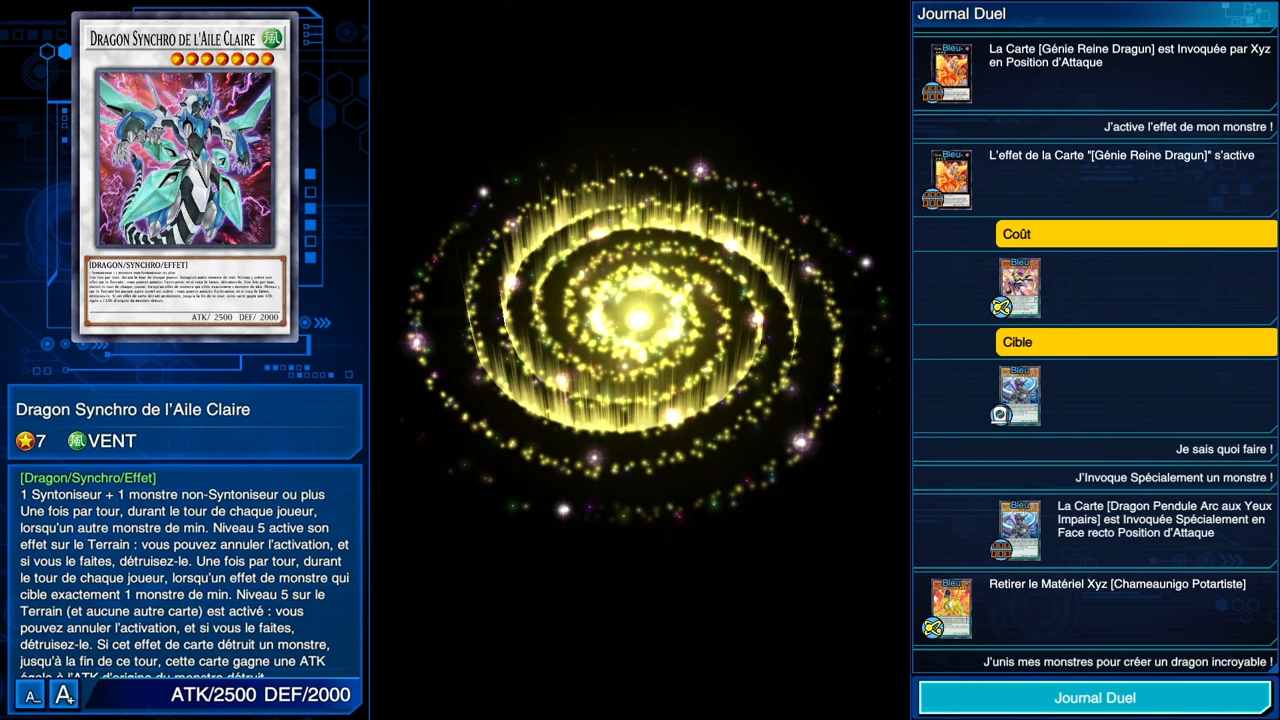 Dragon Synchro de l'Aile Claire
風
[DRAGON/SYNCHRO/EFFET]
ATK/ 2500 DEF/ 2000
Dragon Synchro de l'Aile Claire
7 風 VENT
[Dragon/Synchro/Effet]
1 Syntoniseur + 1 monstre non-Syntoniseur ou plus
Une fois par tour, durant le tour de chaque joueur,
lorsqu'un autre monstre de min. Niveau 5 active son
effet sur le Terrain : vous pouvez annuler l'activation, et
si vous le faites, détruisez-le. Une fois par tour, durant
le tour de chaque joueur, lorsqu'un effet de monstre qui
cible exactement 1 monstre de min. Niveau 5 sur le
Terrain (et aucune autre carte) est activé : vous
pouvez annuler l'activation, et si vous le faites,
détruisez-le. Si cet effet de carte détruit un monstre,
jusqu'à la fin de ce tour, cette carte gagne une ATK
égale à l'ATK d'origine du monstre détruit.
A- A+ ATK/2500 DEF/2000
Journal Duel
Bleu
La Carte [Génie Reine Dragun] est Invoquée par Xyz
en Position d'Attaque
J'active l'effet de mon monstre !
Bleu
L'effet de la Carte "[Génie Reine Dragun]" s'active
Coût
Bleu
Cible
Bleu
Je sais quoi faire !
J'Invoque Spécialement un monstre !
Bleu
La Carte [Dragon Pendule Arc aux Yeux
Impairs] est Invoquée Spécialement en
Face recto Position d'Attaque
Bleu
Retirer le Matériel Xyz [Chameaunigo Potartiste]
J'unis mes monstres pour créer un dragon incroyable !
Journal Duel